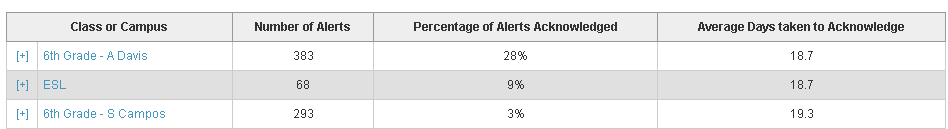 Class or Campus Number of Alerts Percentage of Alerts Acknowledged Average Days taken to Acknowledge
[+] 6th Grade - A Davis 383 28% 18.7
[+] ESL 68 9% 18.7
[+] 6th Grade - S Campos 293 3% 19.3